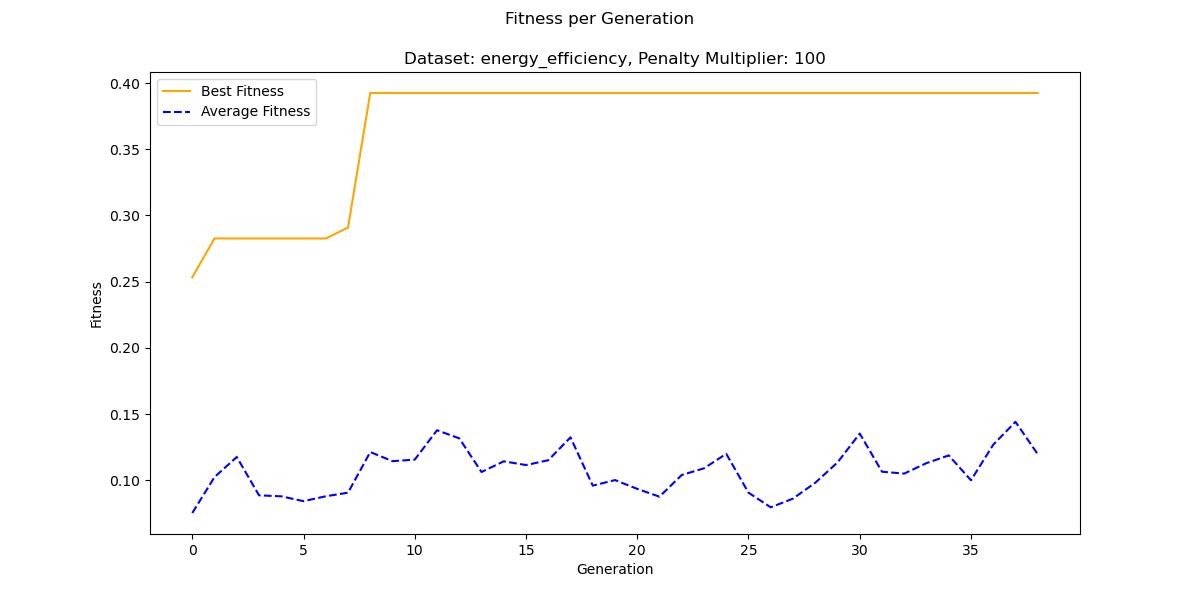 Fitness per Generation
Dataset: energy_efficiency, Penalty Multiplier: 100
Best Fitness
Average Fitness
0.40
0.35
0.30
0.25
0.20
0.15
0.10
Fitness
0 5 10 15 20 25 30 35
Generation